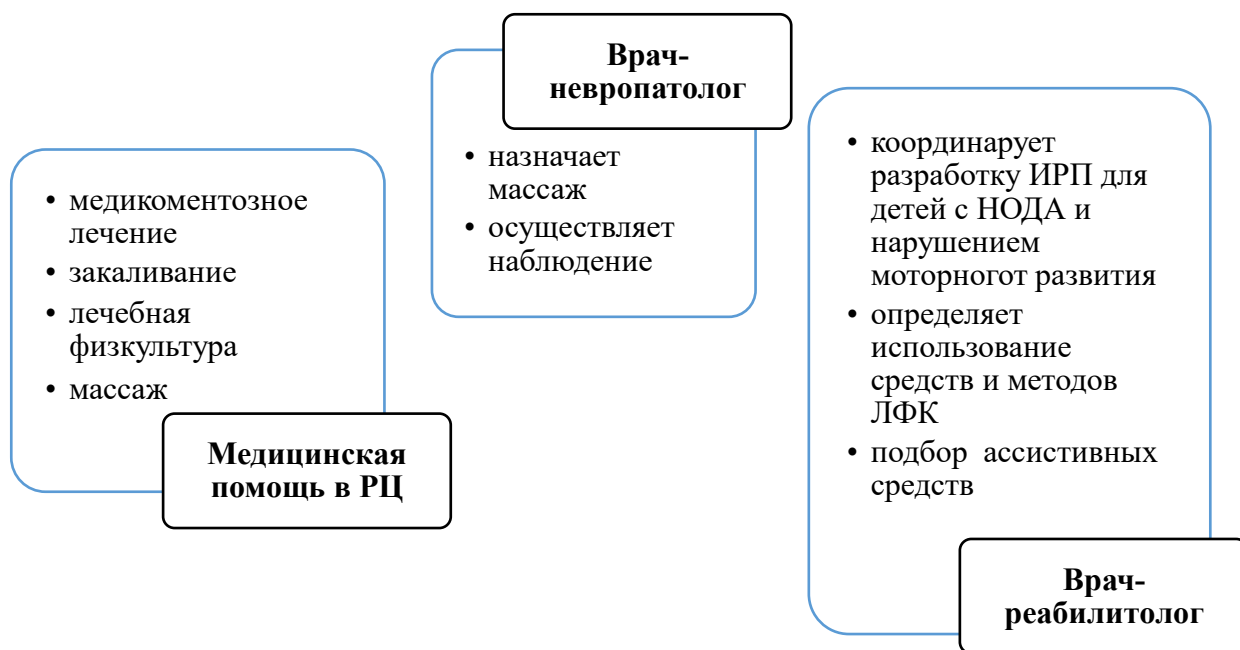 • медикоментозное
лечение
• закаливание
• лечебная
физкультура
• массаж
Медицинская
помощь в РЦ
Врач-
невропатолог
• назначает
массаж
• осуществляет
наблюдение
• координарует
разработку ИРП для
детей с НОДА и
нарушением
моторногот развития
• определяет
использование
средств и методов
ЛФК
• подбор ассистивных
средств
Врач-
реабилитолог